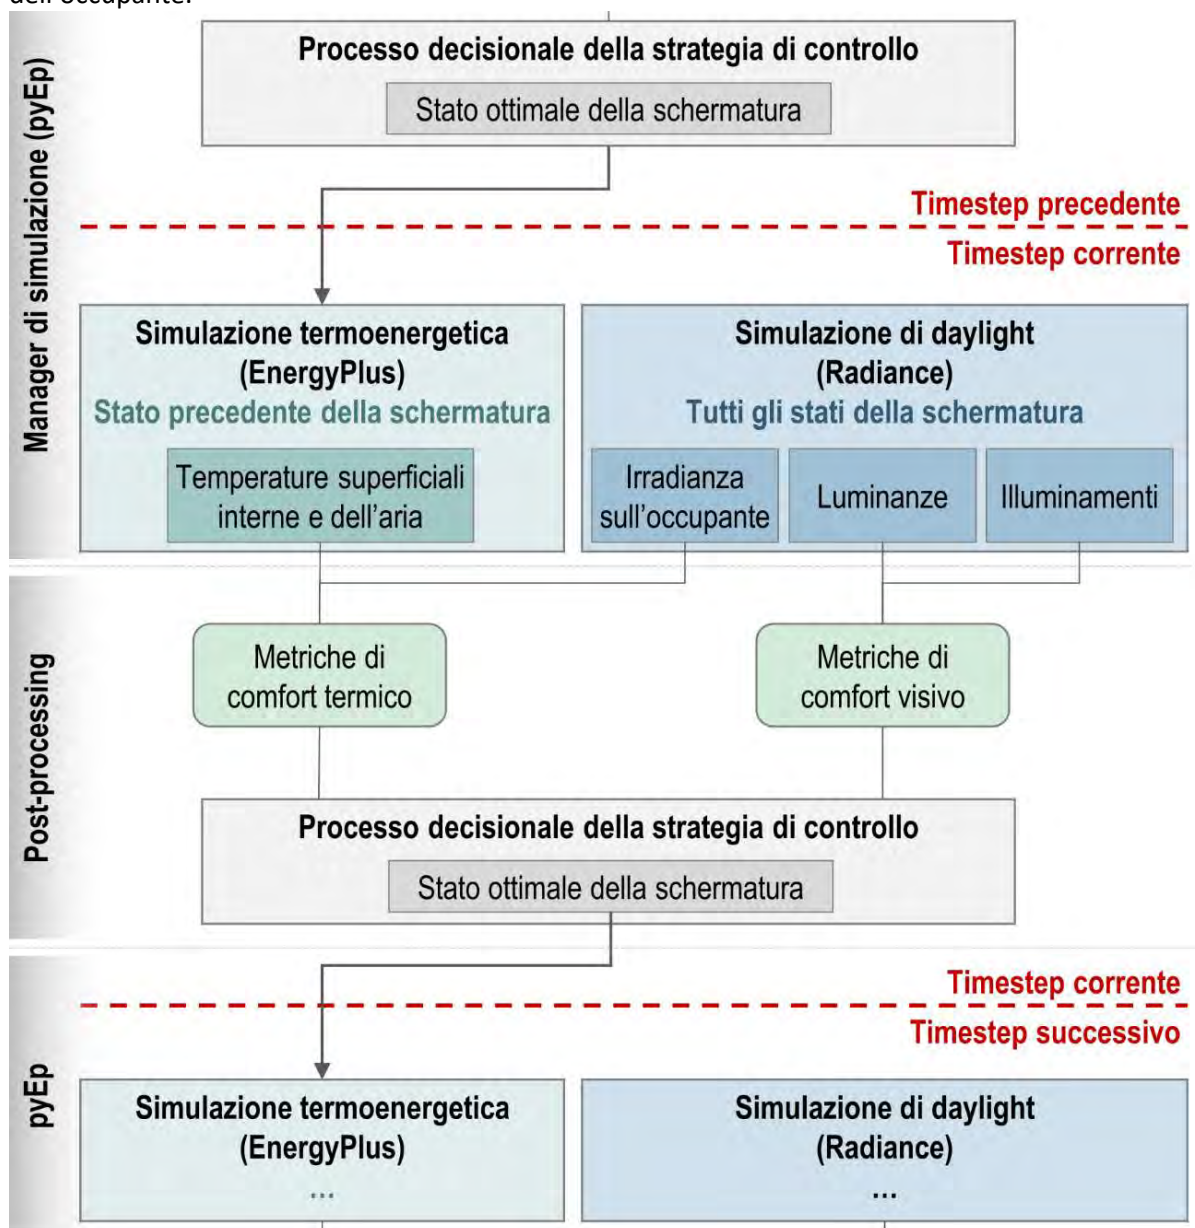 dell'occupante.
Processo decisionale della strategia di controllo
Stato ottimale della schermatura
Manager di simulazione (pyEp)
Timestep precedente
Timestep corrente
Simulazione termoenergetica
(EnergyPlus)
Stato precedente della schermatura
Temperature superficiali
interne e dell'aria
Simulazione di daylight
(Radiance)
Tutti gli stati della schermatura
Irradianza
sull'occupante
Luminanze
Illuminamenti
Post-processing
Metriche di
comfort termico
Metriche di
comfort visivo
Processo decisionale della strategia di controllo
Stato ottimale della schermatura
pyEp
Timestep corrente
Timestep successivo
Simulazione termoenergetica
(EnergyPlus)
...
Simulazione di daylight
(Radiance)
...